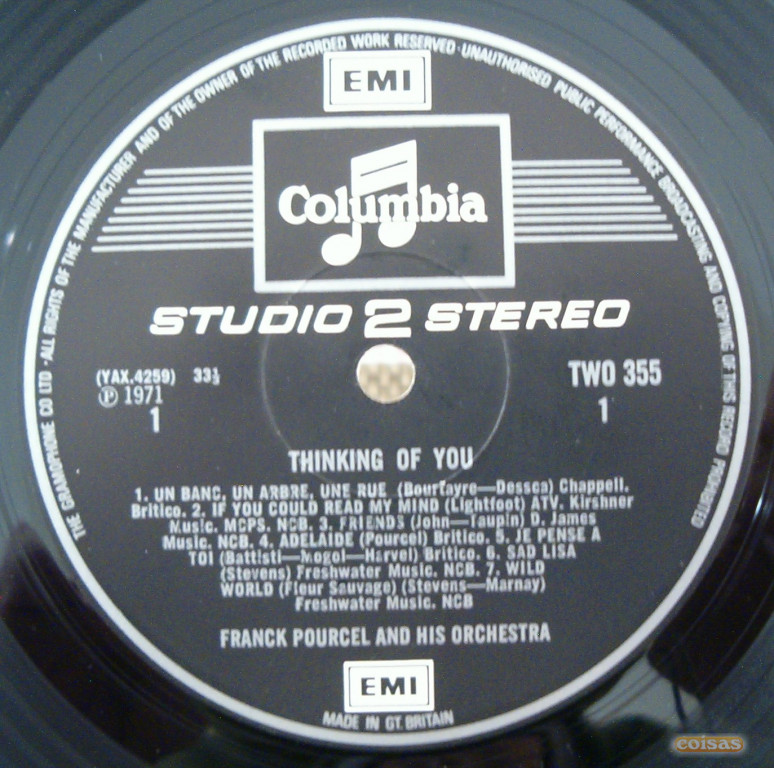 THE GRAMOPHONE CO LTD · ALL RIGHTS OF THE MANUFACTURER AND OF THE OWNER OF THE RECORDED WORK RESERVED · UNAUTHORISED PUBLIC PERFORMANCE BROADCASTING AND COPYING OF THIS RECORD PROHIBITED
EMI
Columbia
STUDIO 2 STEREO
(YAX.4259) 33⅓
TWO 355
Ⓟ 1971
1
1
THINKING OF YOU
1. UN BANC, UN ARBRE, UNE RUE (Bourtayre—Dessca) Chappell,
Britico. 2. IF YOU COULD READ MY MIND (Lightfoot) ATV. Kirshner
Music. MCPS. NCB. 3. FRIENDS (John—Taupin) D. James
Music. NCB. 4. ADELAIDE (Pourcel) Britico. 5. JE PENSE A
TOI (Battisti—Mogol—Harvel) Britico. 6. SAD LISA
(Stevens) Freshwater Music. NCB. 7. WILD
WORLD (Fleur Sauvage) (Stevens—Marnay)
Freshwater Music. NCB
FRANCK POURCEL AND HIS ORCHESTRA
EMI
MADE IN GT. BRITAIN
coisas